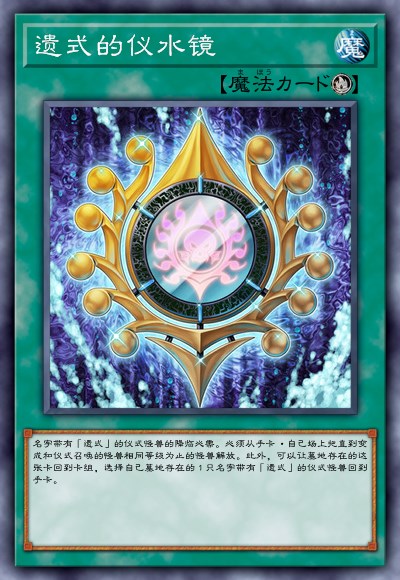 遗式的仪水镜
魔
【魔法カード】
まほう
名字带有「遗式」的仪式怪兽的降临必需。必须从手卡·自己场上把直到变
成和仪式召唤的怪兽相同等级为止的怪兽解放。此外，可以让墓地存在的这
张卡回到卡组，选择自己墓地存在的1只名字带有「遗式」的仪式怪兽回到
手卡。